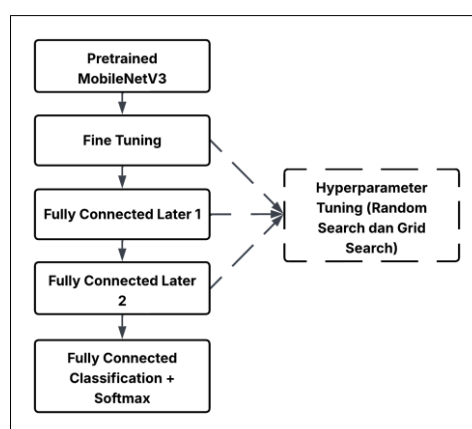 Pretrained
MobileNetV3
Fine Tuning
Fully Connected Later 1
Fully Connected Later
2
Fully Connected
Classification +
Softmax
Hyperparameter
Tuning (Random
Search dan Grid
Search)